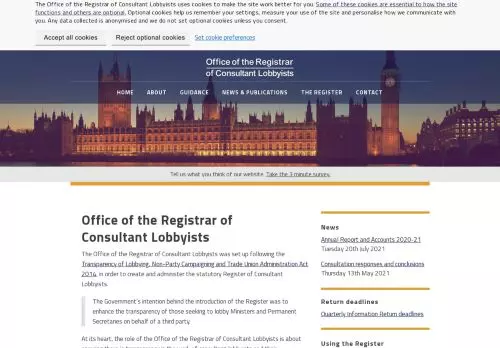 The Office of the Registrar of Consultant Lobbyists uses cookies to make the site work better for you. Some of these cookies are essential to how the site
functions and others are optional. Optional cookies help us remember your settings, measure your use of the site and personalise how we communicate with
you. Any data collected is anonymised and we do not set optional cookies unless you consent.
Accept all cookies Reject optional cookies Set cookie preferences
Office of the Registrar
of Consultant Lobbyists
HOME ABOUT GUIDANCE NEWS & PUBLICATIONS THE REGISTER CONTACT
Tell us what you think of our website. Take the 3 minute survey.
Office of the Registrar of
Consultant Lobbyists
The Office of the Registrar of Consultant Lobbyists was set up following the
Transparency of Lobbying, Non-Party Campaigning and Trade Union Administration Act
2014, in order to create and administer the statutory Register of Consultant
Lobbyists.
The Government's intention behind the introduction of the Register was to
enhance the transparency of those seeking to lobby Ministers and Permanent
Secretaries on behalf of a third party.
At its heart, the role of the Office of the Registrar of Consultant Lobbyists is about
News
Annual Report and Accounts 2020-21
Tuesday 20th July 2021
Consultation responses and conclusions
Thursday 13th May 2021
Return deadlines
Quarterly Information Return deadlines
Using the Register